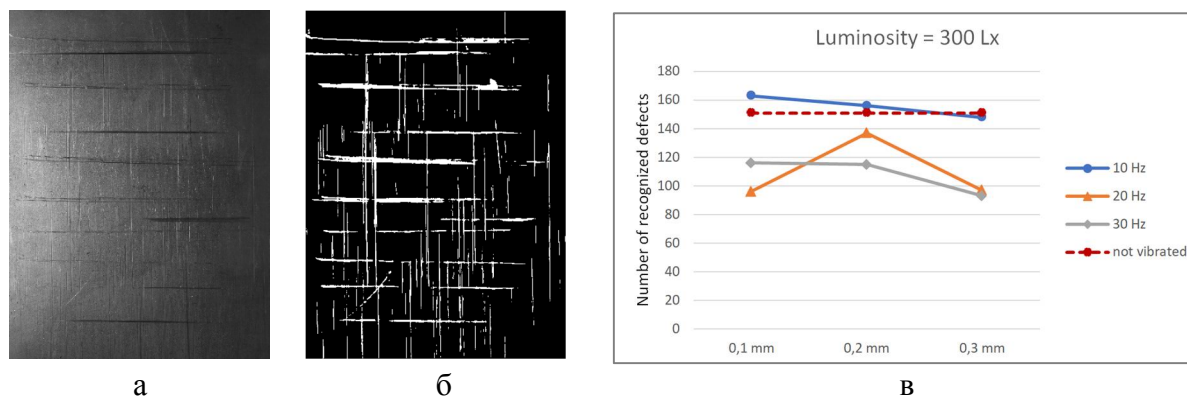 Luminosity = 300 Lx
Number of recognized defects
180
160
140
120
100
80
60
40
20
0
0,1 mm
0,2 mm
0,3 mm
10 Hz
20 Hz
30 Hz
not vibrated
а
б
в